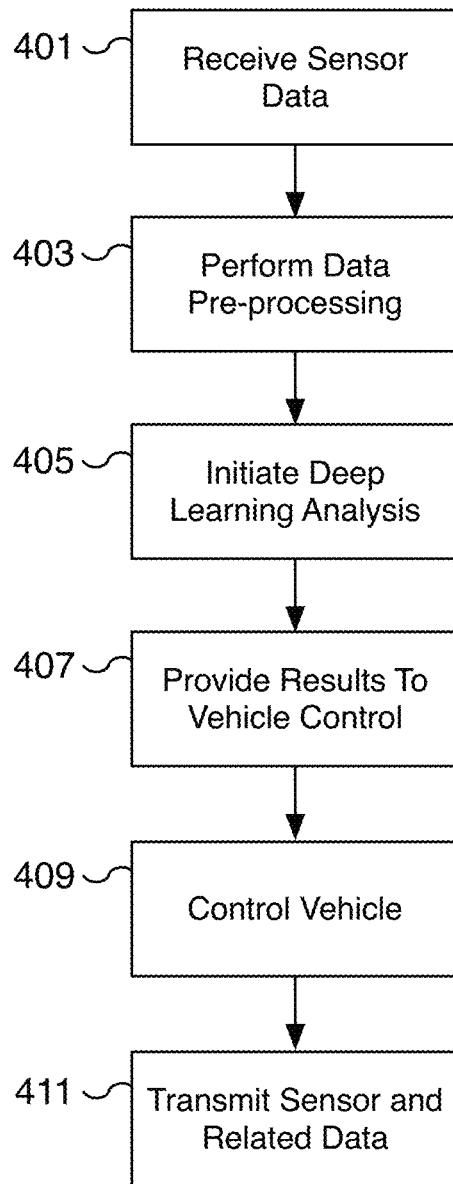 401
Receive Sensor
Data
403
Perform Data
Pre-processing
405
Initiate Deep
Learning Analysis
407
Provide Results To
Vehicle Control
409
Control Vehicle
411
Transmit Sensor and
Related Data